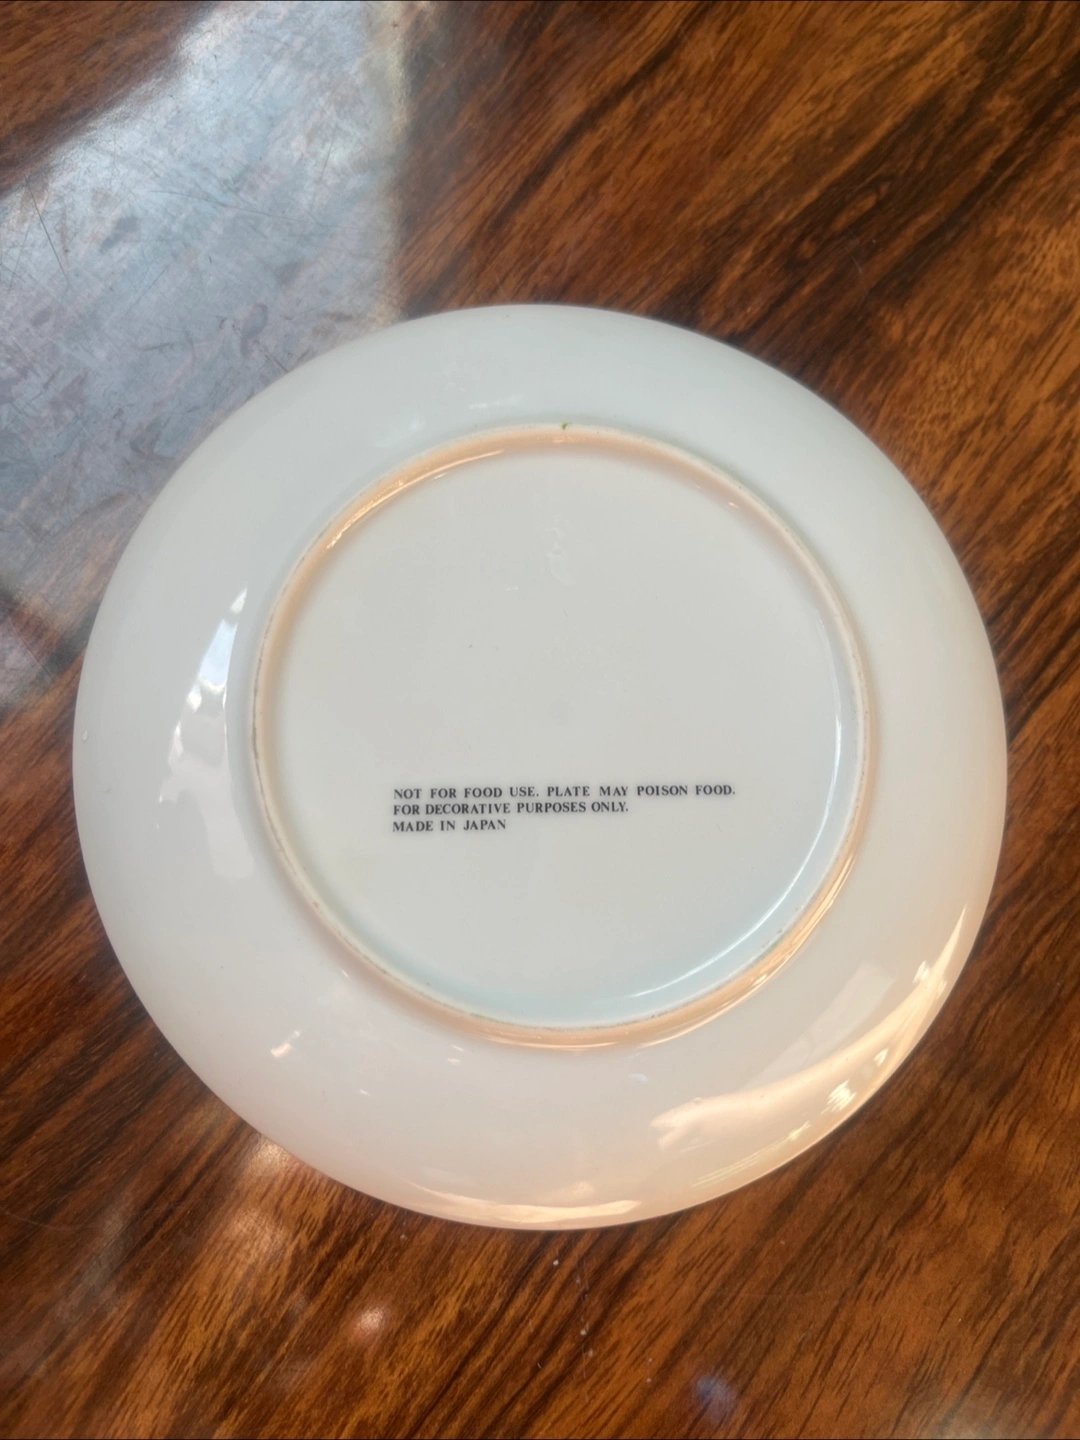 NOT FOR FOOD USE. PLATE MAY POISON FOOD.
FOR DECORATIVE PURPOSES ONLY.
MADE IN JAPAN